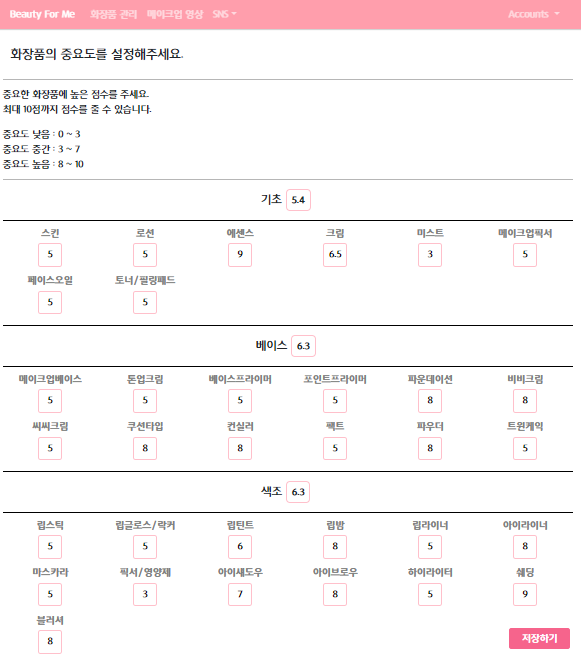 Beauty For Me 화장품 관리 메이크업 영상 SNS Accounts
화장품의 중요도를 설정해주세요.
중요한 화장품에 높은 점수를 주세요.
최대 10점까지 점수를 줄 수 있습니다.
중요도 낮음 : 0 ~ 3
중요도 중간 : 3 ~ 7
중요도 높음 : 8 ~ 10
기초 5.4
스킨 로션 에센스 크림 미스트 메이크업픽서
5 5 9 6.5 3 5
페이스오일 토너/필링패드
5 5
베이스 6.3
메이크업베이스 톤업크림 베이스프라이머 포인트프라이머 파운데이션 비비크림
5 5 5 5 8 8
씨씨크림 쿠션타입 컨실러 팩트 파우더 트윈케익
5 8 8 5 8 5
색조 6.3
립스틱 립글로스/락커 립틴트 립밤 립라이너 아이라이너
5 5 6 8 5 8
마스카라 픽서/영양제 아이섀도우 아이브로우 하이라이터 쉐딩
5 3 7 8 5 9
블러셔
8
저장하기